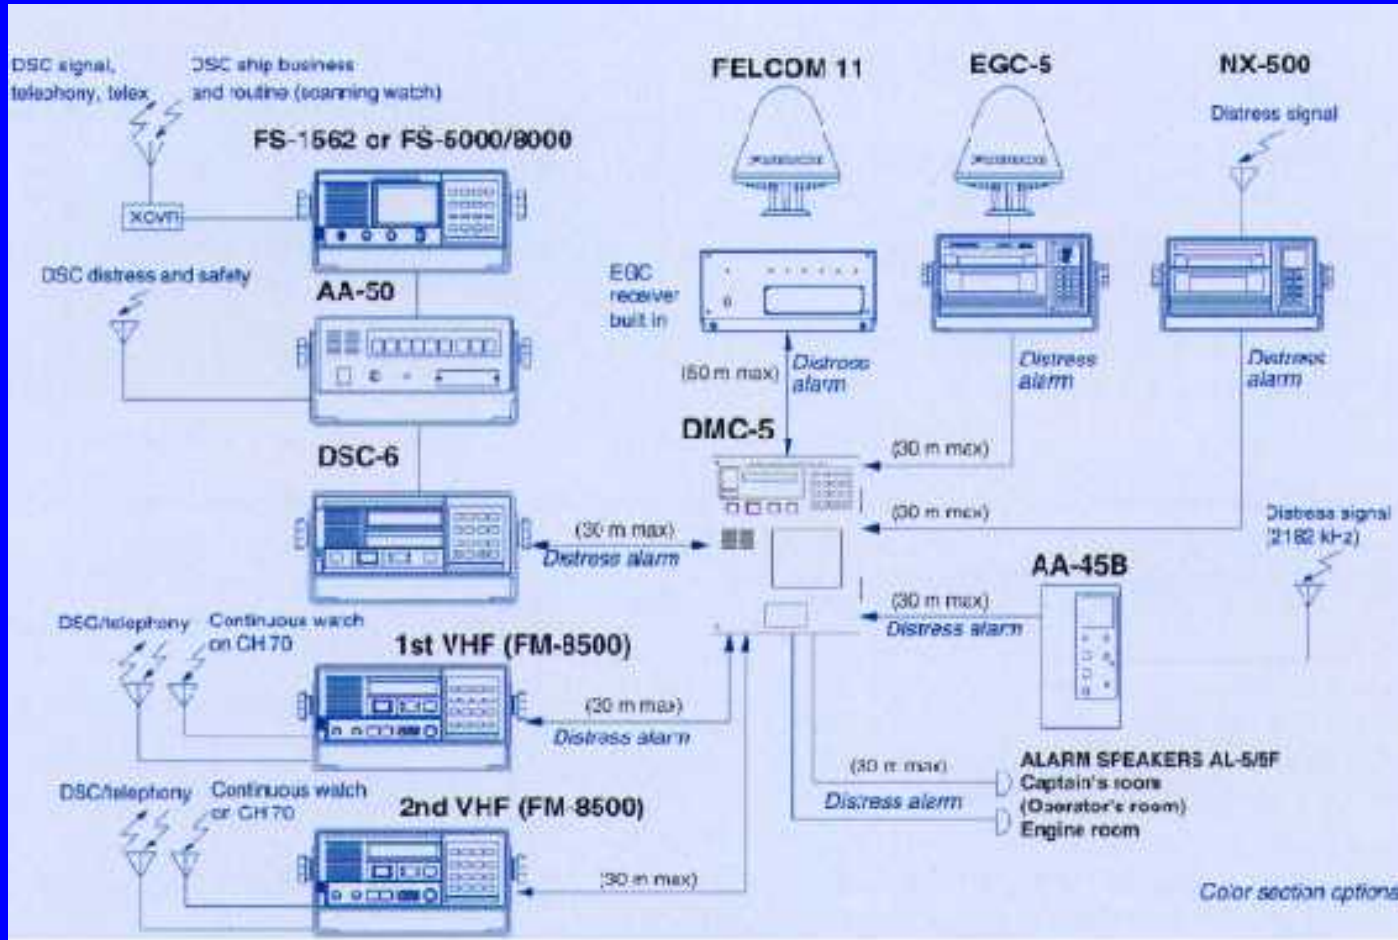 DSC signal,
telephony, telex
DSC ship business
and routine (scanning watch)
FS-1562 or FS-5000/8000
DSC distress and safety
AA-50
DSC-6
FELCOM 11
EGC-5
NX-500
Distress signal
FURUNO
FURUNO
EGC
receiver
built in
(50 m max)
Distress
alarm
Distress
alarm
Distress
alarm
DMC-5
(30 m max)
(30 m max)
(30 m max)
Distress alarm
Distress signal
(2182 kHz)
AA-45B
(30 m max)
Distress alarm
DSC/telephony
Continuous watch
on CH 70
1st VHF (FM-8500)
(30 m max)
Distress alarm
DSC/telephony
Continuous watch
on CH 70
2nd VHF (FM-8500)
(30 m max)
(30 m max)
Distress alarm
ALARM SPEAKERS AL-5/5F
Captain's room
(Operator's room)
Engine room
Color section optiona